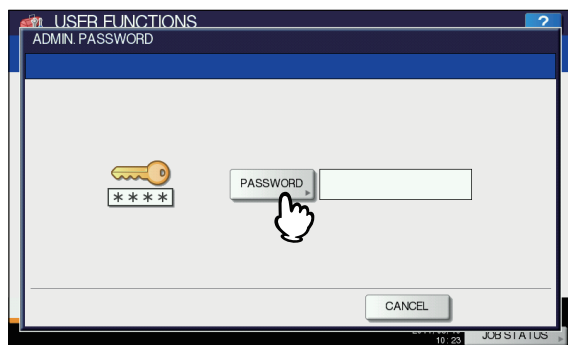 USER FUNCTIONS
?
ADMIN. PASSWORD
****
PASSWORD
CANCEL
10:23
JOB STATUS